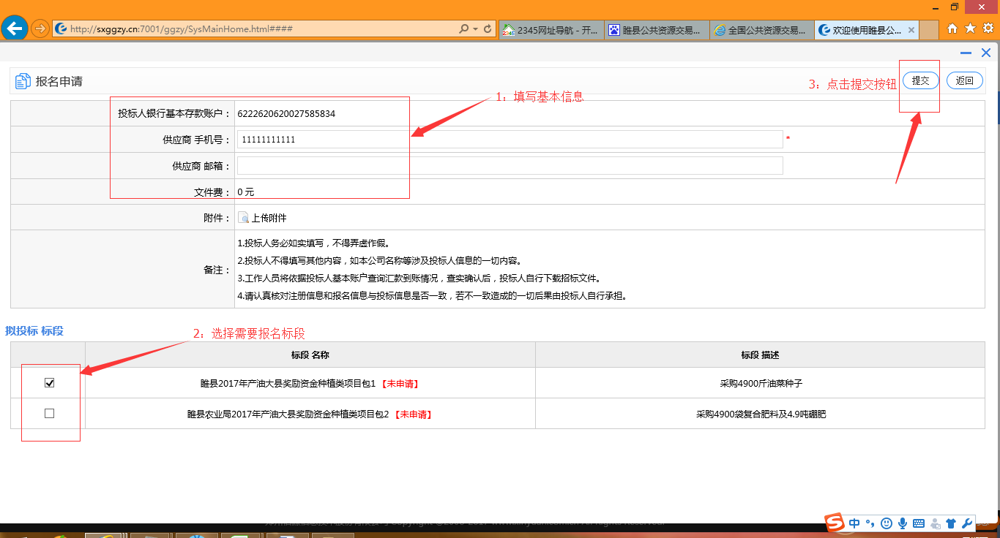 http://sxggzy.cn:7001/ggzy/SysMainHome.html####
2345网址导航 - 开...
睢县公共资源交易...
全国公共资源交易...
欢迎使用睢县公...
报名申请
3：点击提交按钮
提交
返回
1：填写基本信息
投标人银行基本存款账户： 6222620620027585834
供应商 手机号： 11111111111 *
供应商 邮箱：
文件费： 0 元
附件： 上传附件
备注：
1.投标人务必如实填写，不得弄虚作假。
2.投标人不得填写其他内容，如本公司名称等涉及投标人信息的一切内容。
3.工作人员将依据投标人基本账户查询汇款到账情况，查实确认后，投标人自行下载招标文件。
4.请认真核对注册信息和报名信息与投标信息是否一致，若不一致造成的一切后果由投标人自行承担。
拟投标 标段
2：选择需要报名标段
标段 名称 标段 描述
睢县2017年产油大县奖励资金种植类项目包1 【未申请】 采购4900斤油菜种子
睢县农业局2017年产油大县奖励资金种植类项目包2 【未申请】 采购4900袋复合肥料及4.9吨硼肥
中